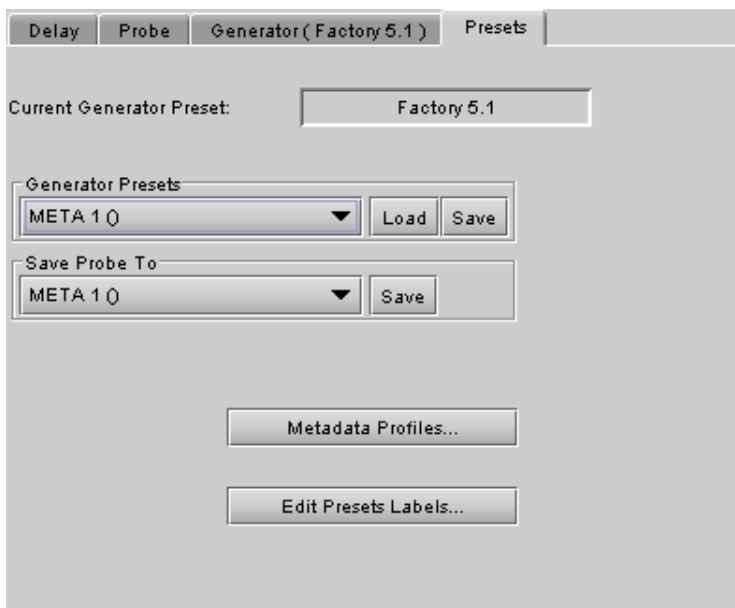 Delay Probe Generator ( Factory 5.1 ) Presets
Current Generator Preset: Factory 5.1
Generator Presets
META 1 () Load Save
Save Probe To
META 1 () Save
Metadata Profiles...
Edit Presets Labels...